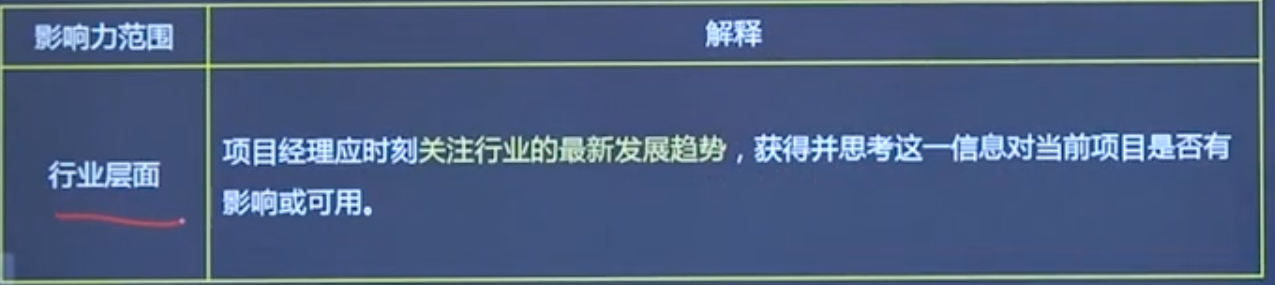 影响力范围
解释
行业层面
项目经理应时刻关注行业的最新发展趋势，获得并思考这一信息对当前项目是否有
影响或可用。